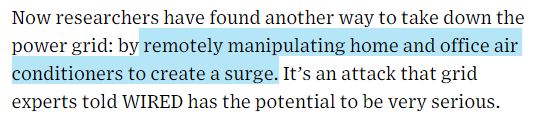 Now researchers have found another way to take down the
power grid: by remotely manipulating home and office air
conditioners to create a surge. It’s an attack that grid
experts told WIRED has the potential to be very serious.